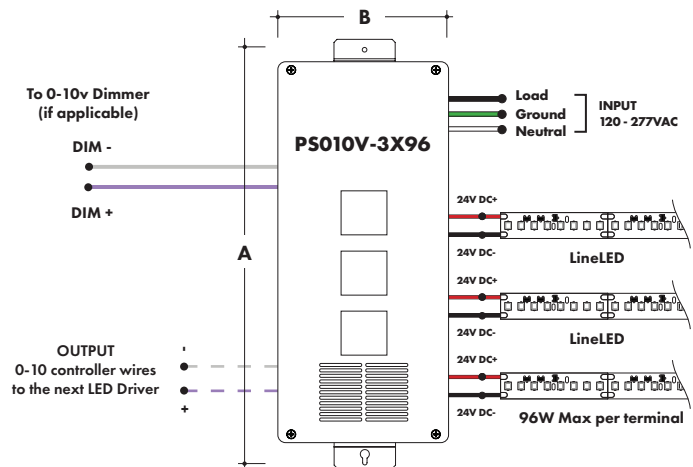 B
To 0-10v Dimmer
(if applicable)
DIM -
DIM +
PS010V-3X96
A
Load
Ground
Neutral
INPUT
120 - 277VAC
24V DC+
24V DC-
LineLED
24V DC+
24V DC-
LineLED
24V DC+
24V DC-
96W Max per terminal
OUTPUT
0-10 controller wires
to the next LED Driver
-
+